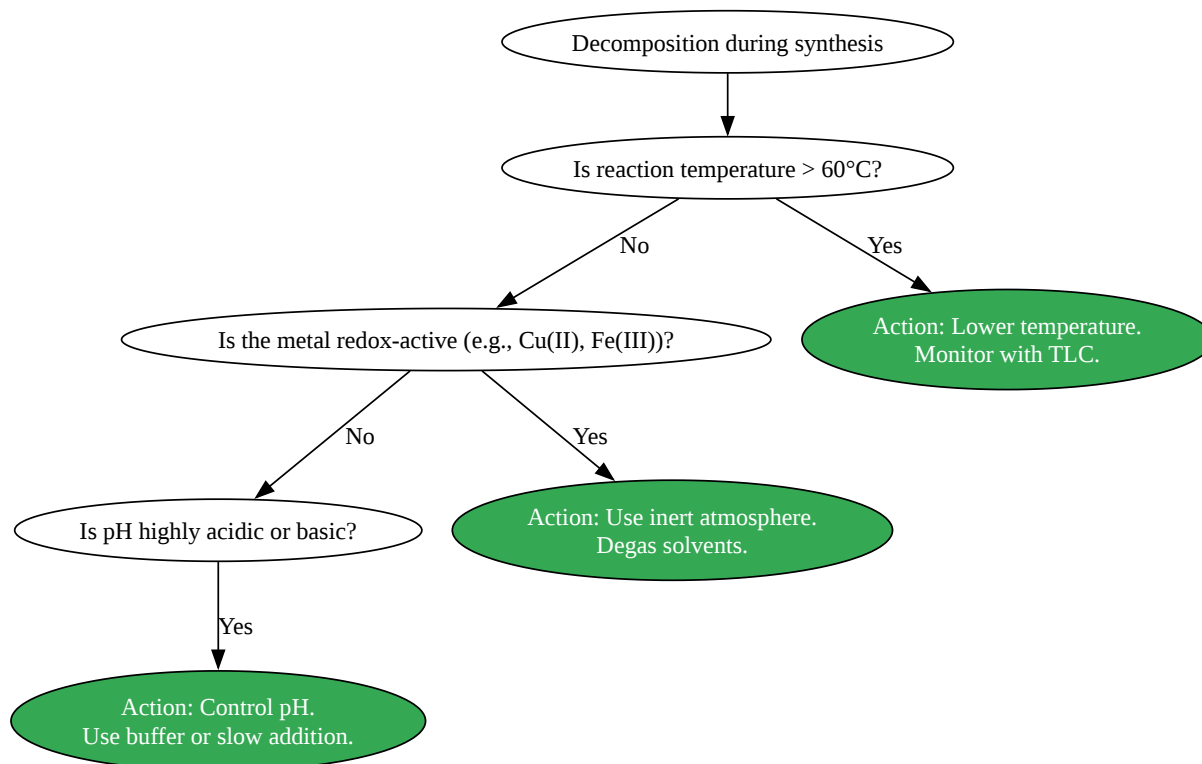 Decomposition during synthesis
Is reaction temperature > 60°C?
No
Yes
Is the metal redox-active (e.g., Cu(II), Fe(III))?
Action: Lower temperature.
Monitor with TLC.
No
Yes
Is pH highly acidic or basic?
Action: Use inert atmosphere.
Degas solvents.
Yes
Action: Control pH.
Use buffer or slow addition.